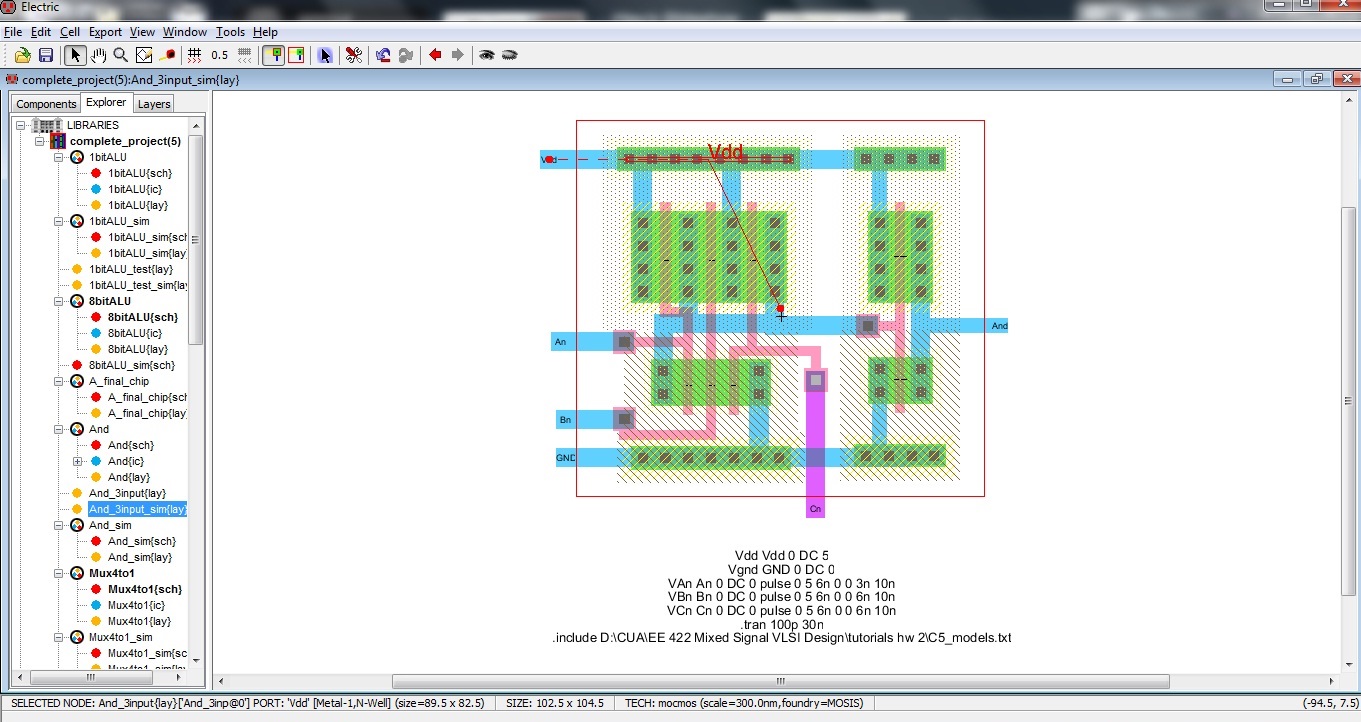 Electric
File Edit Cell Export View Window Tools Help
0.5
complete_project(5):And_3input_sim{lay}
Components Explorer Layers
LIBRARIES
complete_project(5)
1bitALU
1bitALU{sch}
1bitALU{ic}
1bitALU{lay}
1bitALU_sim
1bitALU_sim{sch
1bitALU_sim{lay
1bitALU_test{lay}
1bitALU_test_sim{lay
8bitALU
8bitALU{sch}
8bitALU{ic}
8bitALU{lay}
8bitALU_sim{sch}
A_final_chip
A_final_chip{sch
A_final_chip{lay
And
And{sch}
And{ic}
And{lay}
And_3input{lay}
And_3input_sim{lay}
And_sim
And_sim{sch}
And_sim{lay}
Mux4to1
Mux4to1{sch}
Mux4to1{ic}
Mux4to1{lay}
Mux4to1_sim
Mux4to1_sim{sc
Mux4to1_sim{la
Vdd
Vdd
And
An
Bn
GND
Cn
Vdd Vdd 0 DC 5
Vgnd GND 0 DC 0
VAn An 0 DC 0 pulse 0 5 6n 0 0 3n 10n
VBn Bn 0 DC 0 pulse 0 5 6n 0 0 6n 10n
VCn Cn 0 DC 0 pulse 0 5 6n 0 0 6n 10n
.tran 100p 30n
.include D:\CUA\EE 422 Mixed Signal VLSI Design\tutorials hw 2\C5_models.txt
SELECTED NODE: And_3input{lay}['And_3inp@0'] PORT: 'Vdd' [Metal-1,N-Well] (size=89.5 x 82.5) SIZE: 102.5 x 104.5 TECH: mocmos (scale=300.0nm,foundry=MOSIS) (-94.5, 7.5)